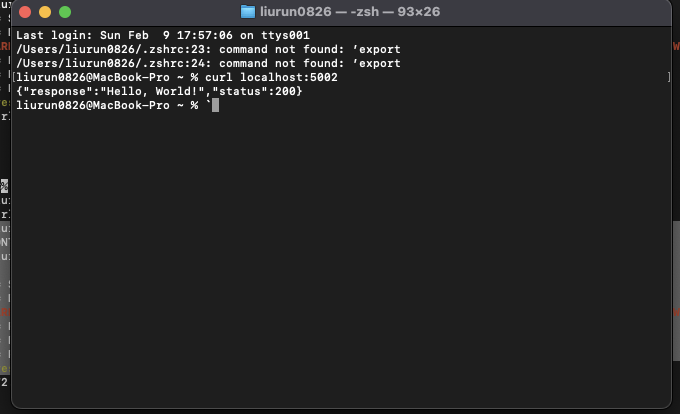 liurun0826 — -zsh — 93×26
Last login: Sun Feb  9 17:57:06 on ttys001
/Users/liurun0826/.zshrc:23: command not found: ‘export
/Users/liurun0826/.zshrc:24: command not found: ‘export
[liurun0826@MacBook-Pro ~ % curl localhost:5002 ]
{"response":"Hello, World!","status":200}
liurun0826@MacBook-Pro ~ % `